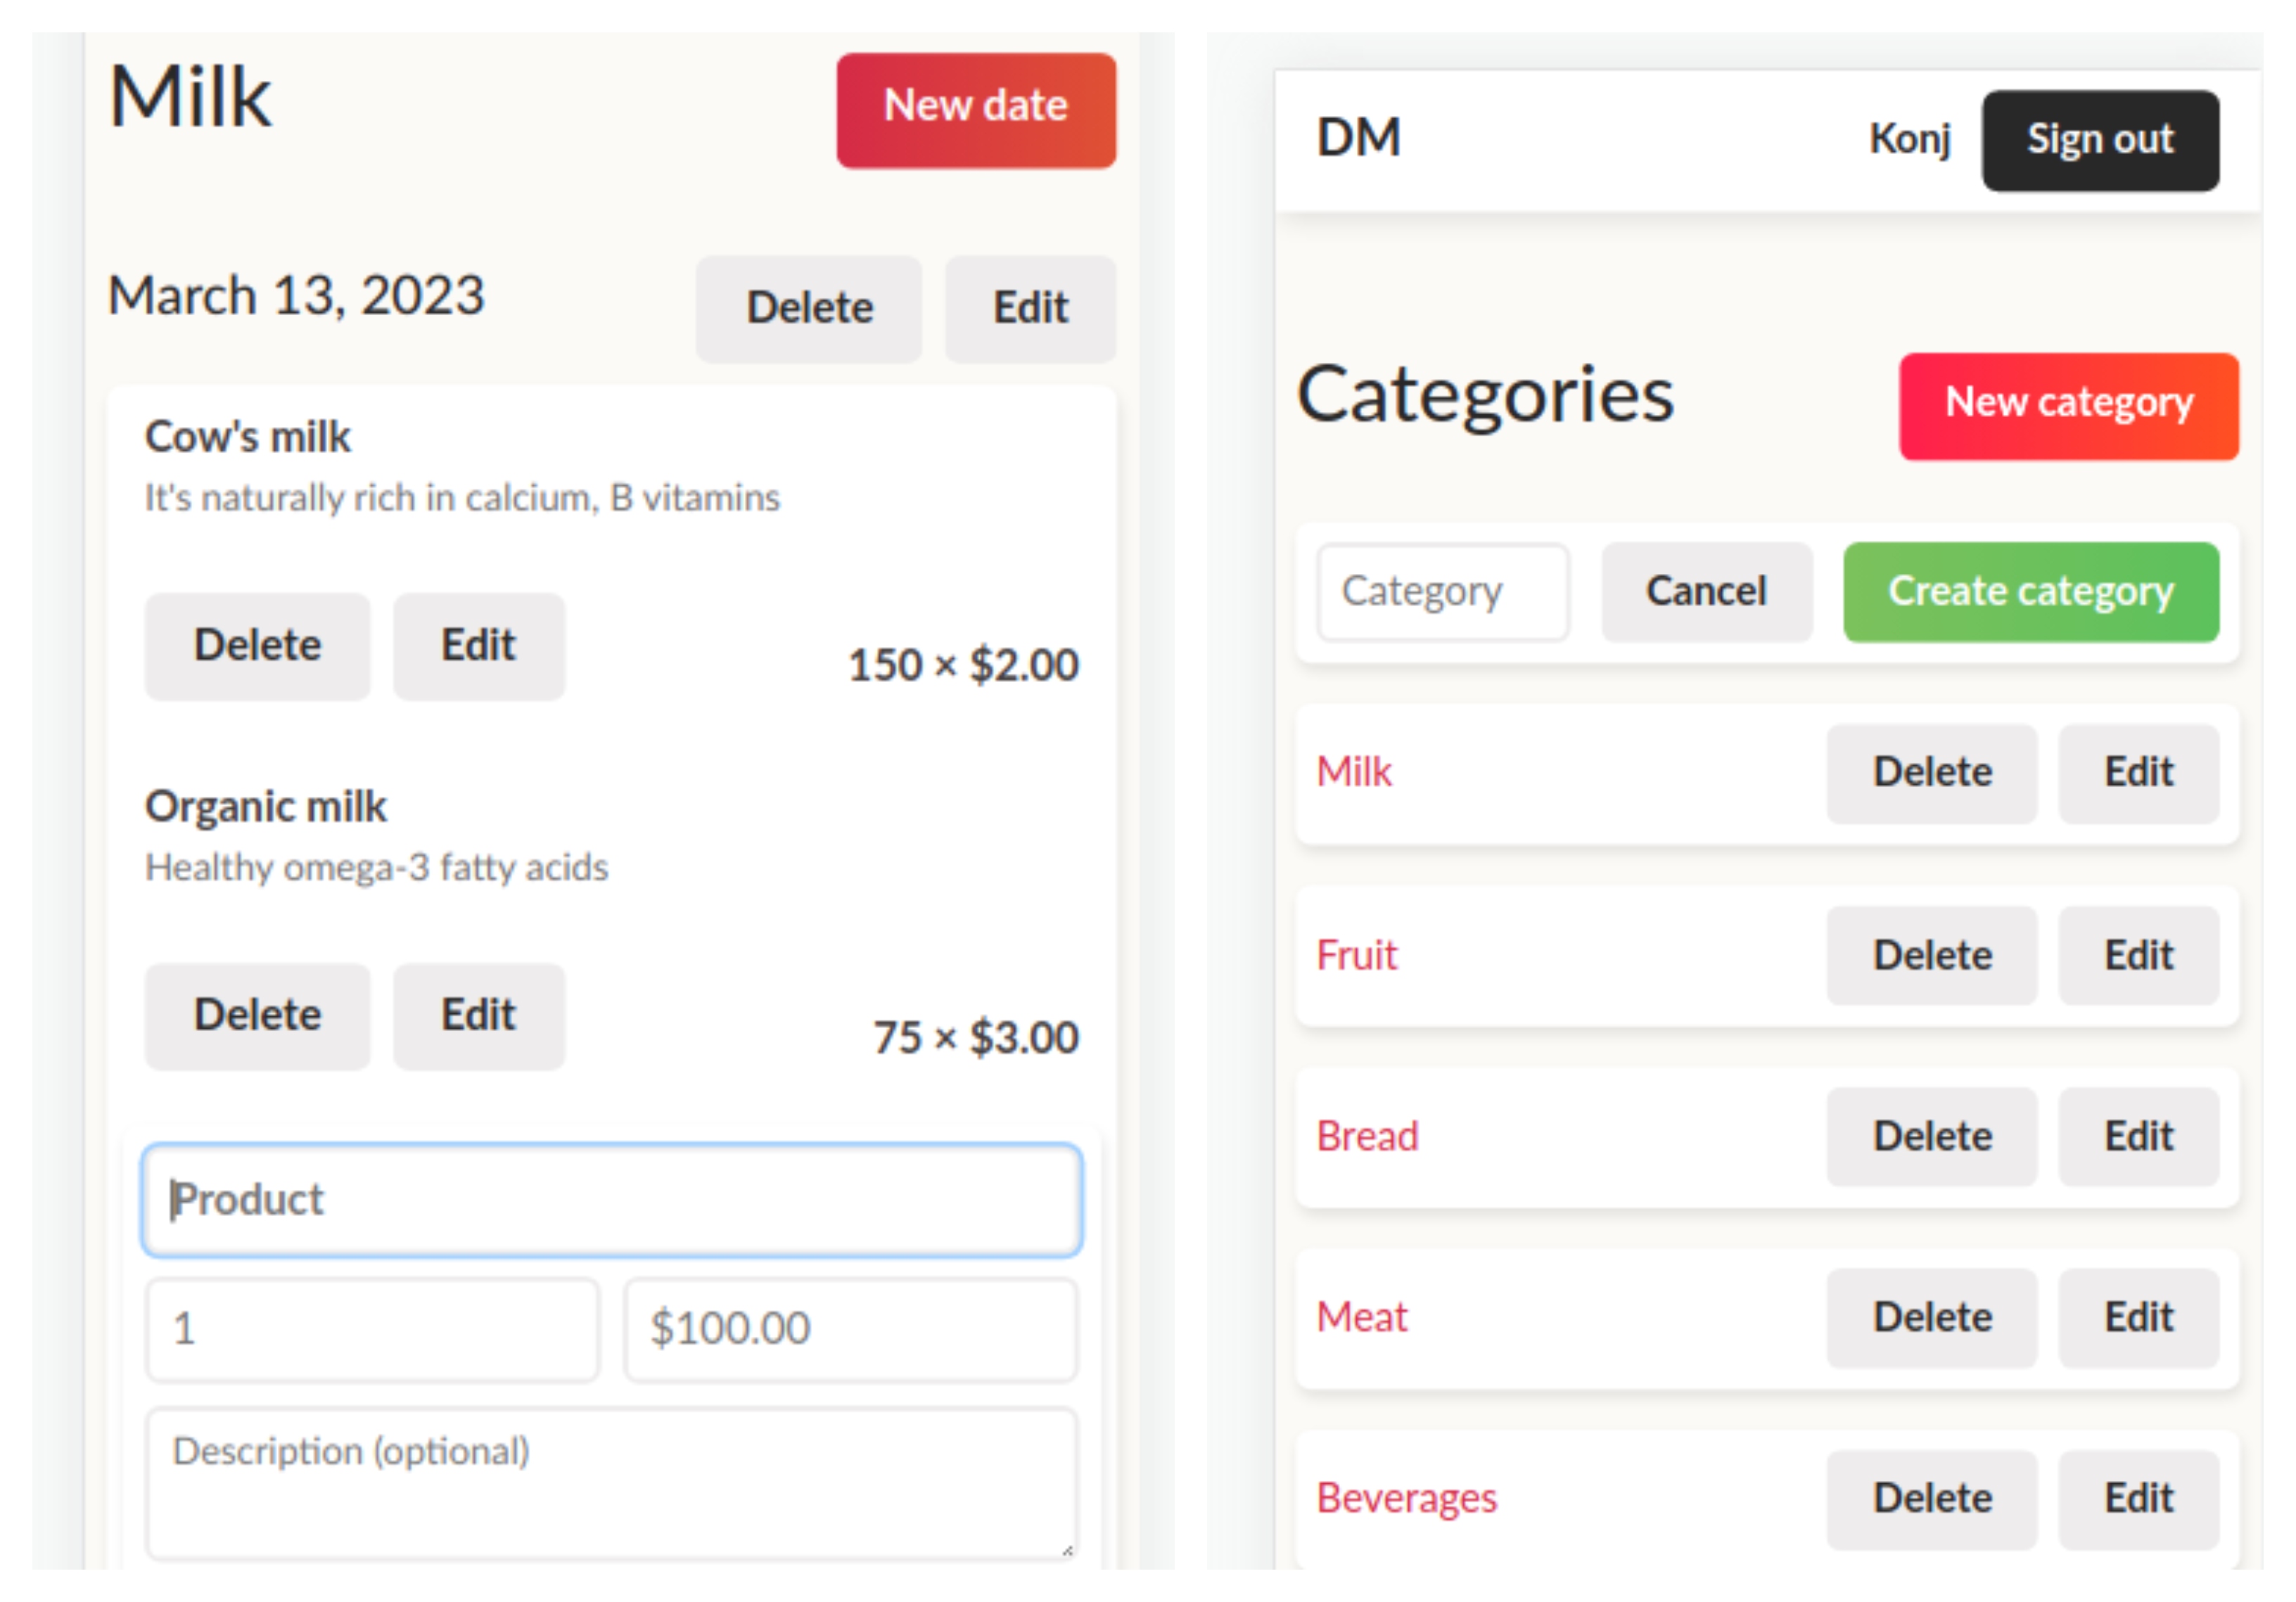 Milk
New date
March 13, 2023
Delete
Edit
Cow's milk
It's naturally rich in calcium, B vitamins
Delete
Edit
150 × $2.00
Organic milk
Healthy omega-3 fatty acids
Delete
Edit
75 × $3.00
Product
1
$100.00
Description (optional)
DM
Konj
Sign out
Categories
New category
Category
Cancel
Create category
Milk
Delete
Edit
Fruit
Delete
Edit
Bread
Delete
Edit
Meat
Delete
Edit
Beverages
Delete
Edit